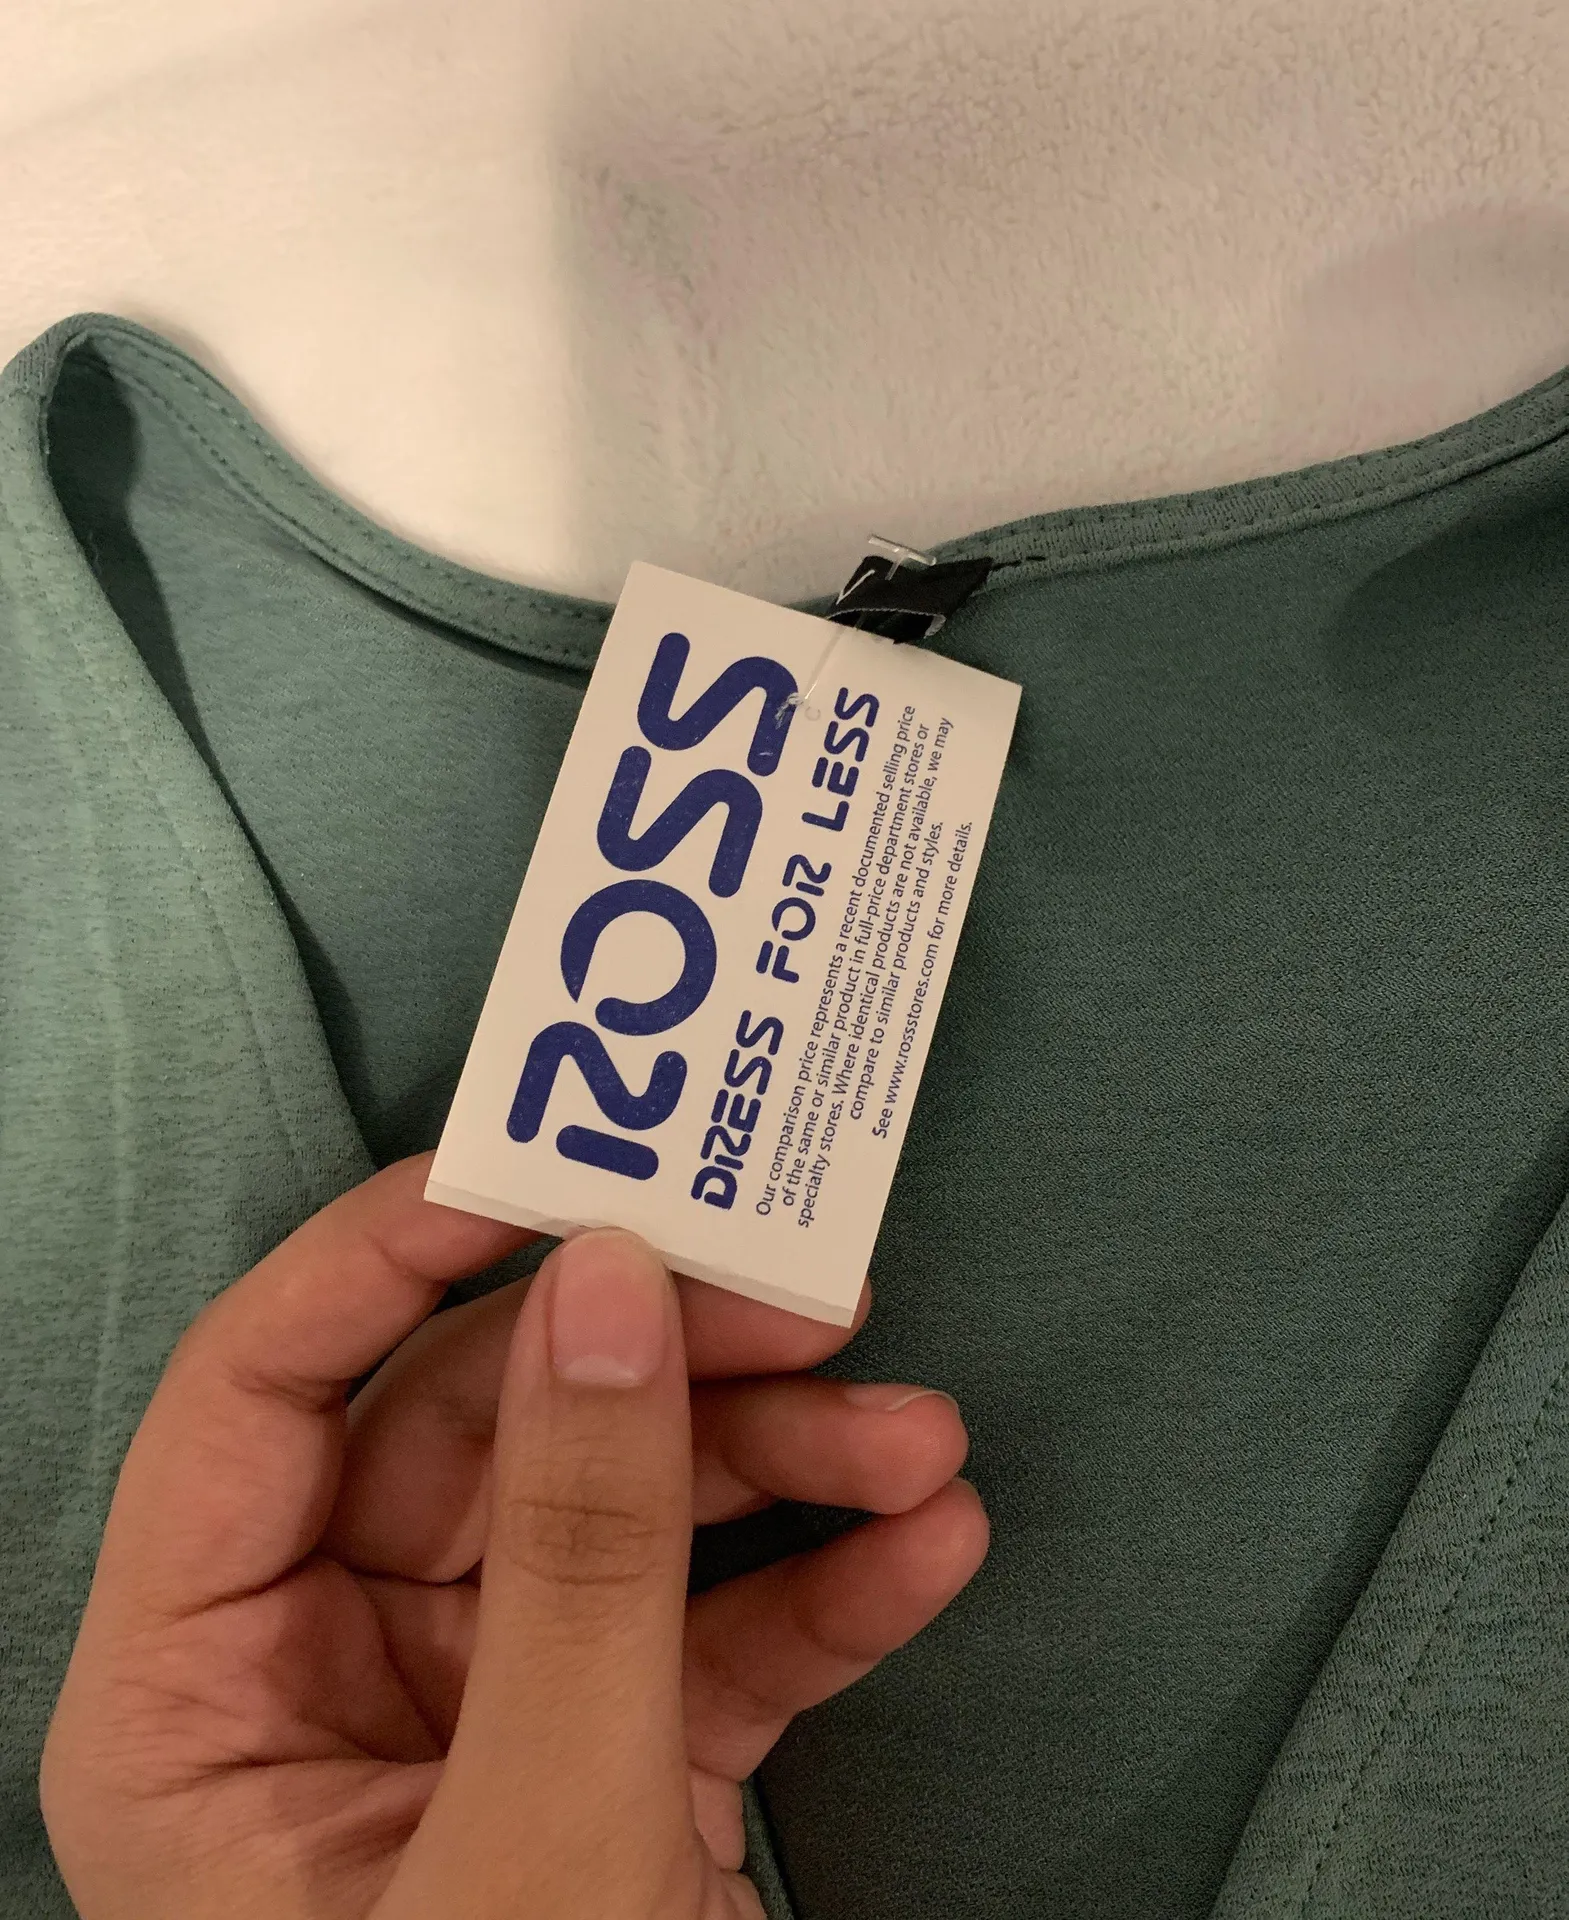 ROSS
DRESS FOR LESS
Our comparison price represents a recent documented selling price
of the same or similar product in full-price department stores or
specialty stores. Where identical products are not available, we may
compare to similar products and styles.
See www.rossstores.com for more details.